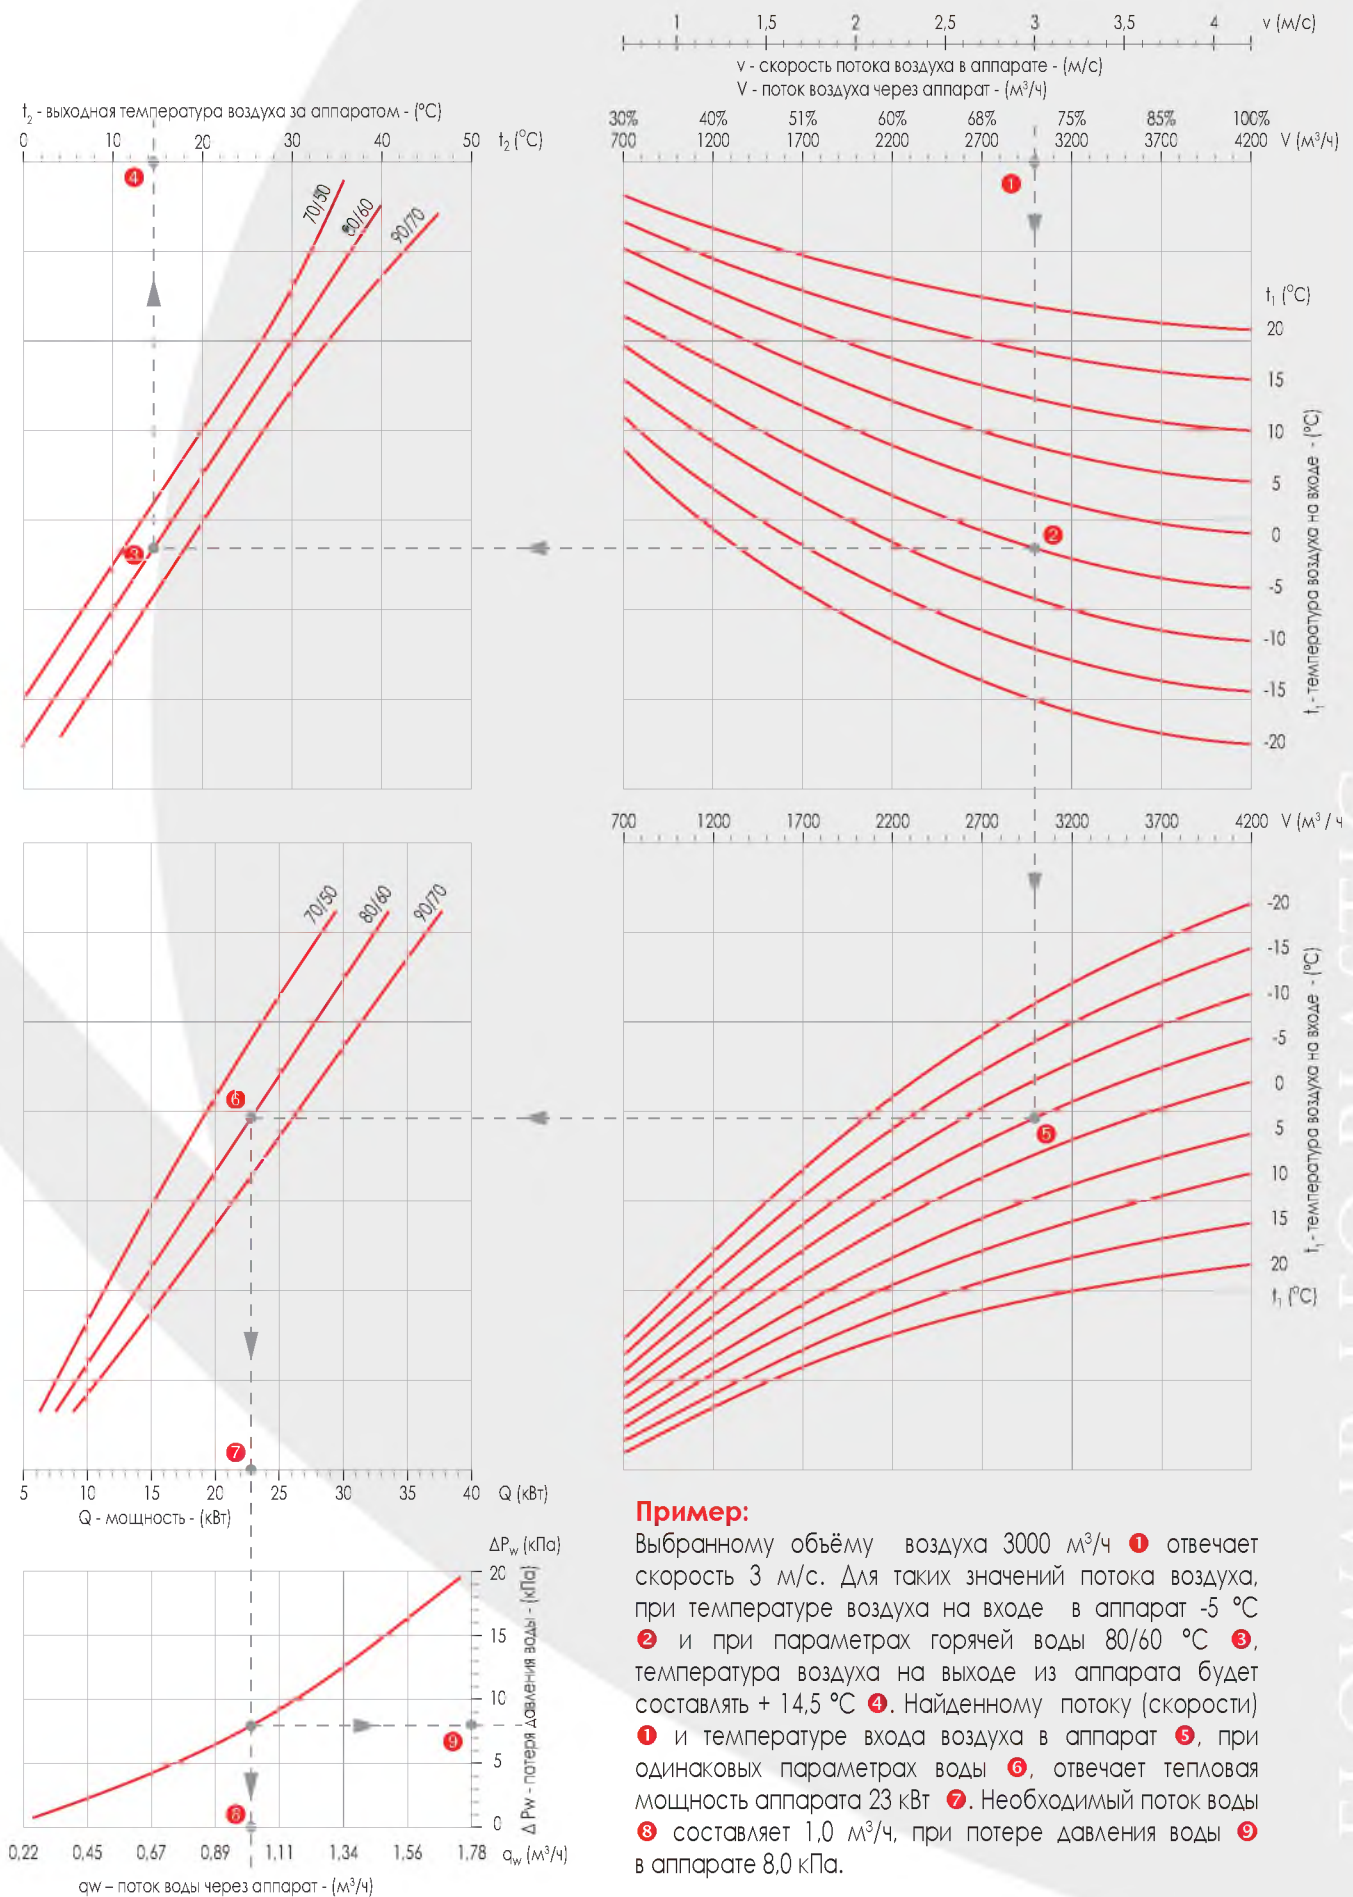 1 1,5 2 2,5 3 3,5 4 v (м/с)
v - скорость потока воздуха в аппарате - (м/с)
V - поток воздуха через аппарат - (м³/ч)
t₂ - выходная температура воздуха за аппаратом - (°C)
30% 40% 51% 60% 68% 75% 85% 100%
0 10 20 30 40 50 t₂ (°C)
700 1200 1700 2200 2700 3200 3700 4200 V (м³/ч)
4
1
70/50
80/60
90/70
t₁ (°C)
20
15
10
5
0
-5
-10
-15
-20
t₁ - температура воздуха на входе - (°C)
2
3
700 1200 1700 2200 2700 3200 3700 4200 V (м³ / ч
70/50
80/60
90/70
-20
-15
-10
-5
0
5
10
15
20
t₁ (°C)
t₁ - температура воздуха на входе - (°C)
6
5
7
5 10 15 20 25 30 35 40 Q (кВт)
Q - мощность - (кВт)
ΔPw (кПа)
20
15
10
5
0
Δ Pw - потеря давления воды - (кПа)
9
8
0,22 0,45 0,67 0,89 1,11 1,34 1,56 1,78 qw (м³/ч)
qw – поток воды через аппарат - (м³/ч)
Пример:
Выбранному объёму воздуха 3000 м³/ч 1 отвечает
скорость 3 м/с. Для таких значений потока воздуха,
при температуре воздуха на входе в аппарат -5 °C
2 и при параметрах горячей воды 80/60 °C 3,
температура воздуха на выходе из аппарата будет
составлять + 14,5 °C 4. Найденному потоку (скорости)
1 и температуре входа воздуха в аппарат 5, при
одинаковых параметрах воды 6, отвечает тепловая
мощность аппарата 23 кВт 7. Необходимый поток воды
8 составляет 1,0 м³/ч, при потере давления воды 9
в аппарате 8,0 кПа.